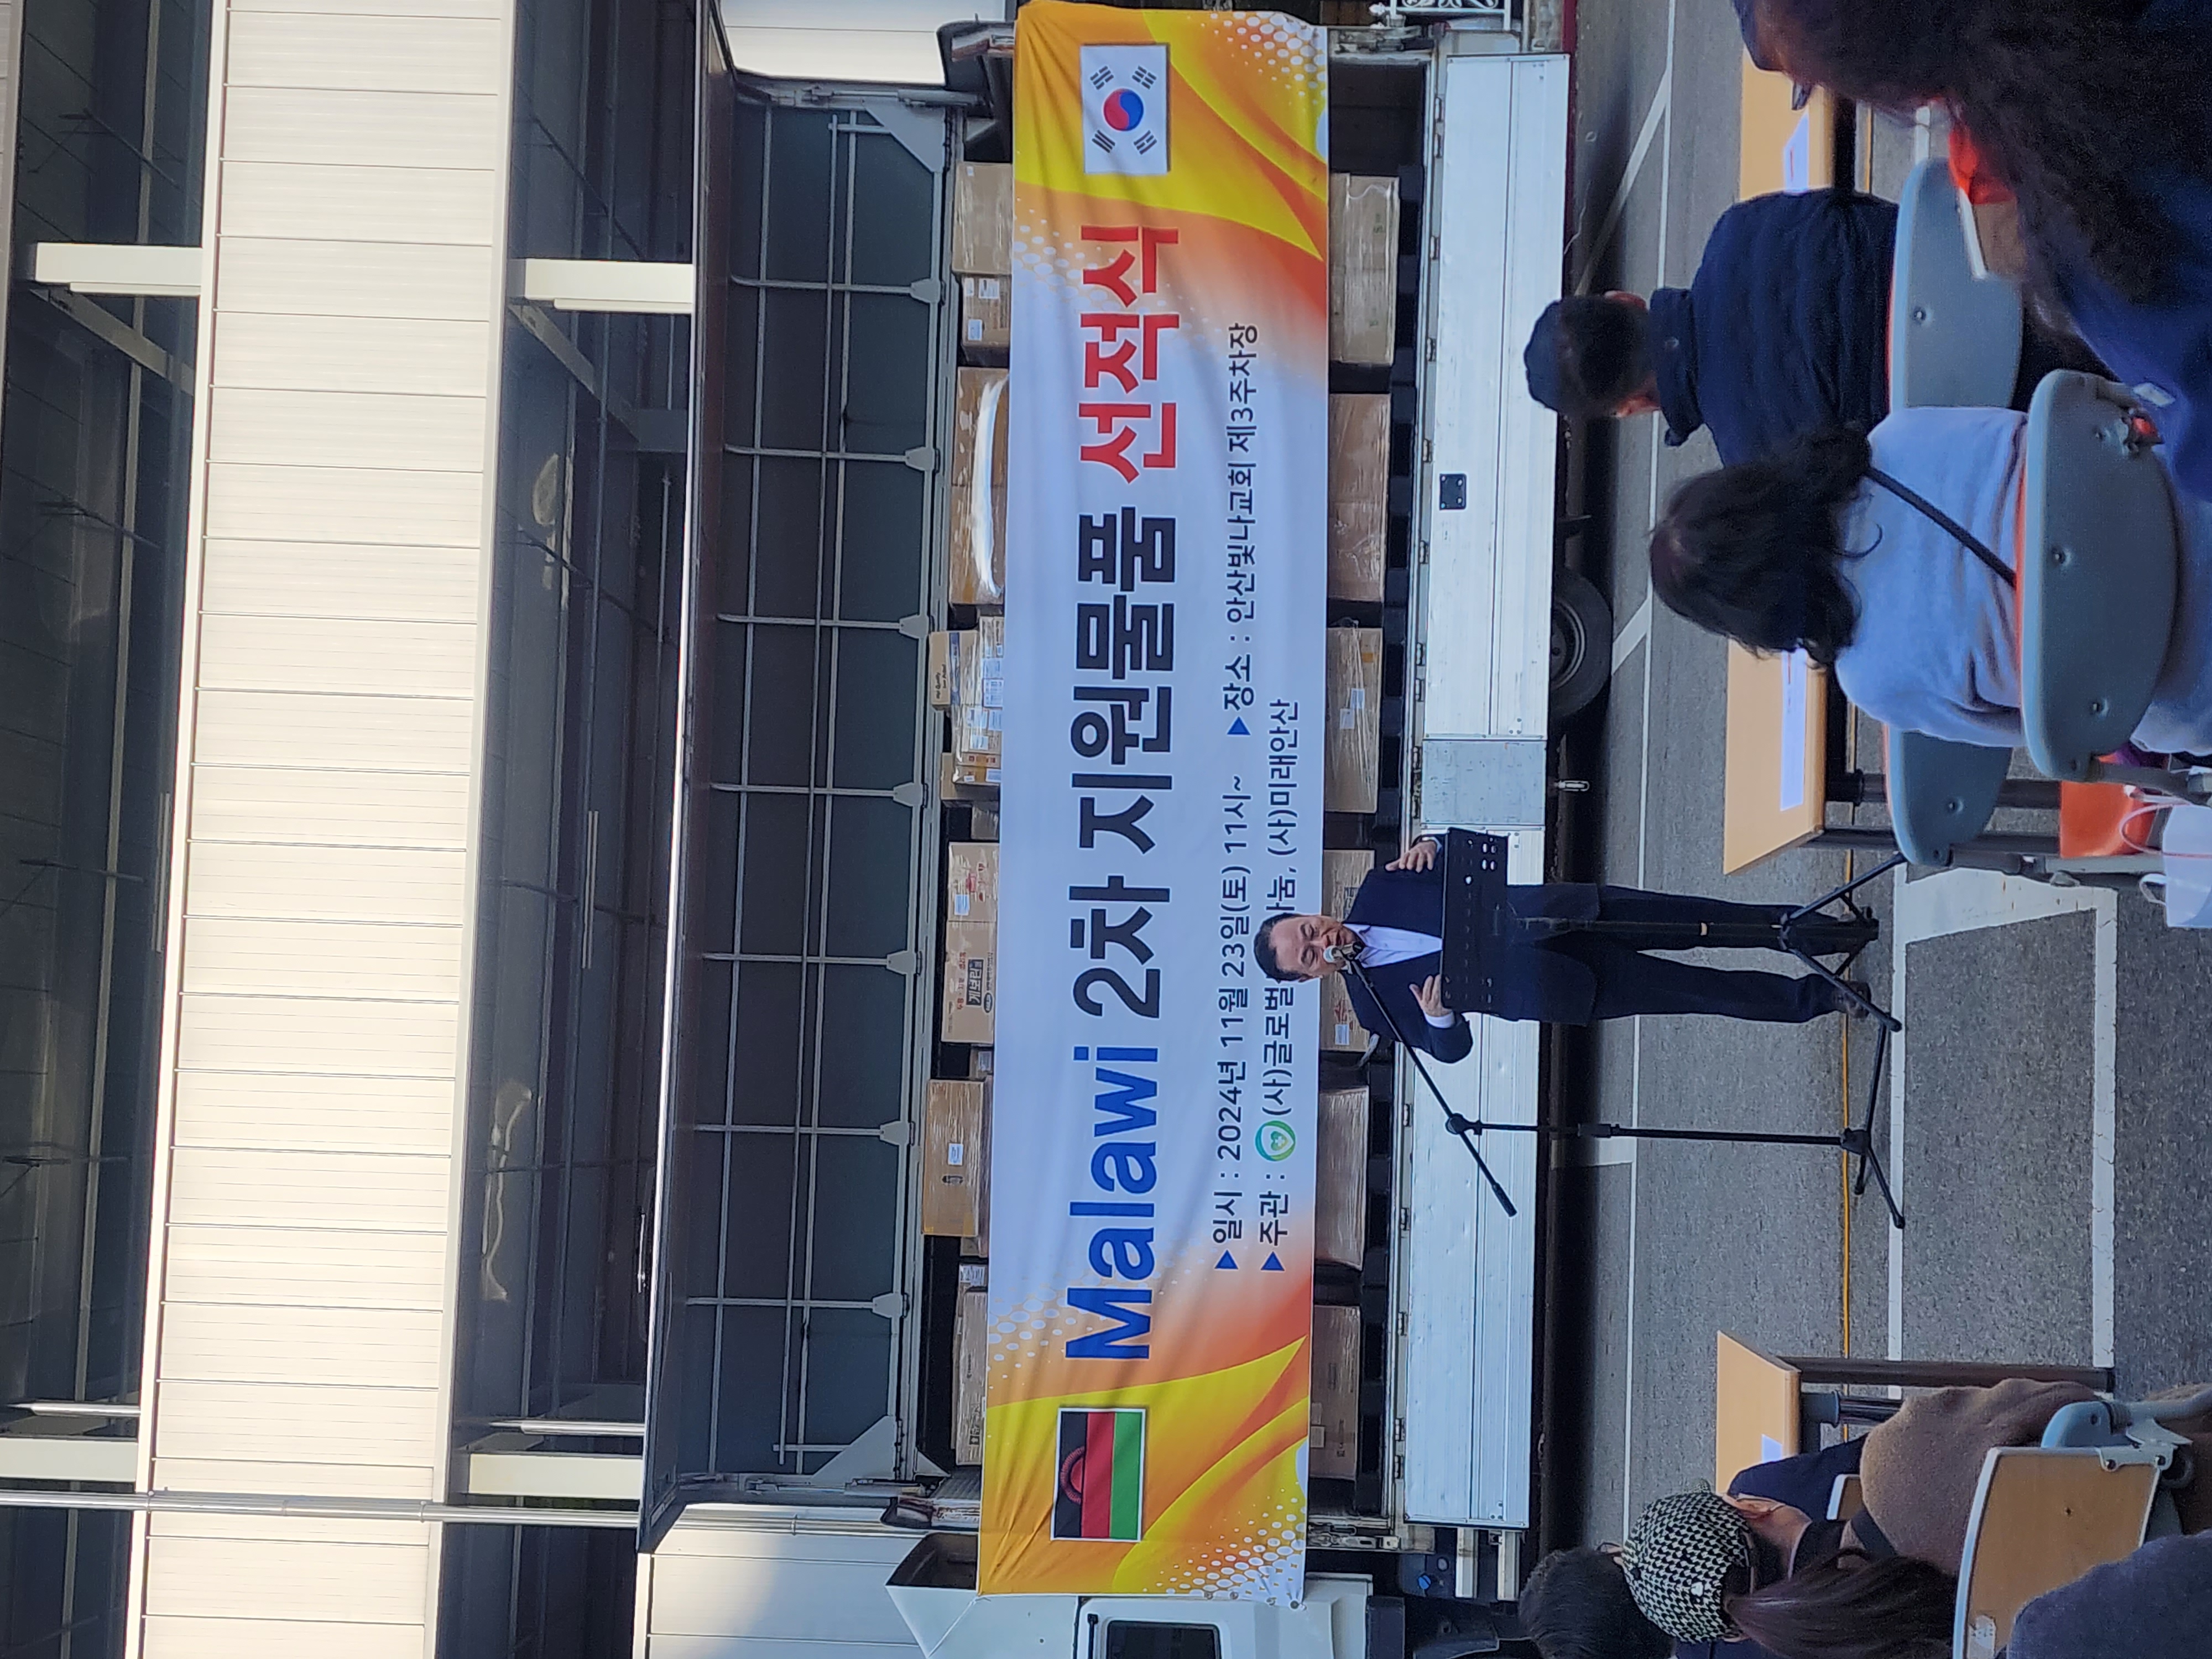 Malawi 2차 지원물품 선적식
▶일시 : 2024년 11월 23일(토) 11시~ ▶장소 : 안산빛나교회 제3주차장
▶주관 : (사)글로벌 눔, (사)미래안산